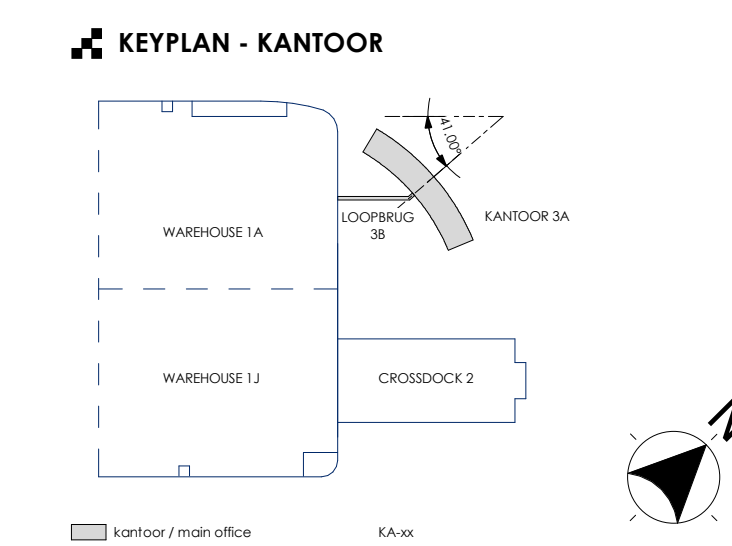 KEYPLAN - KANTOOR
41.00°
LOOPBRUG
3B
KANTOOR 3A
WAREHOUSE 1A
WAREHOUSE 1J
CROSSDOCK 2
N
kantoor / main office
KA-xx